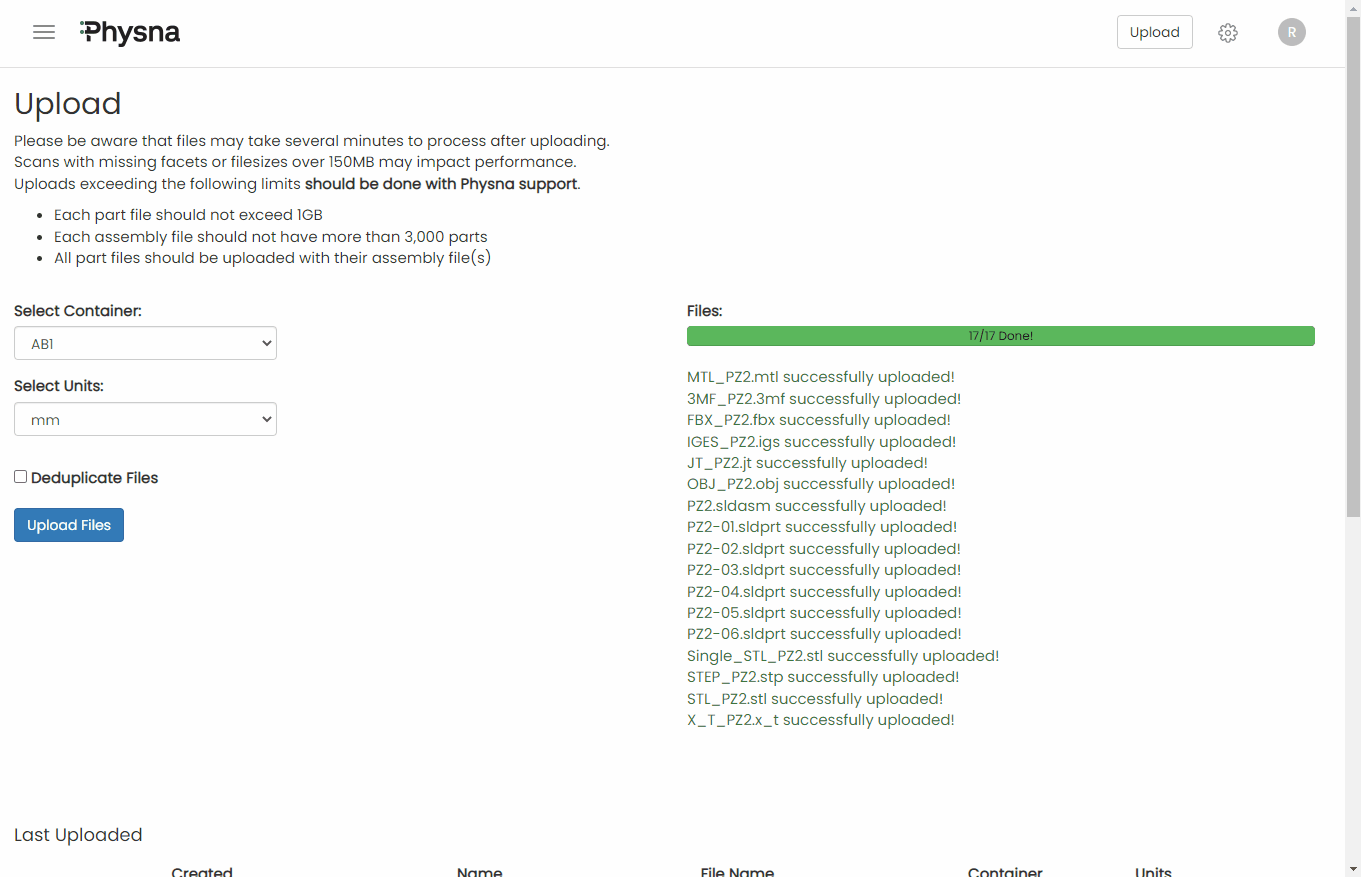 Physna
Upload
R
Upload
Please be aware that files may take several minutes to process after uploading.
Scans with missing facets or filesizes over 150MB may impact performance.
Uploads exceeding the following limits should be done with Physna support.
• Each part file should not exceed 1GB
• Each assembly file should not have more than 3,000 parts
• All part files should be uploaded with their assembly file(s)
Select Container:
AB1
Select Units:
mm
Deduplicate Files
Upload Files
Files:
17/17 Done!
MTL_PZ2.mtl successfully uploaded!
3MF_PZ2.3mf successfully uploaded!
FBX_PZ2.fbx successfully uploaded!
IGES_PZ2.igs successfully uploaded!
JT_PZ2.jt successfully uploaded!
OBJ_PZ2.obj successfully uploaded!
PZ2.sldasm successfully uploaded!
PZ2-01.sldprt successfully uploaded!
PZ2-02.sldprt successfully uploaded!
PZ2-03.sldprt successfully uploaded!
PZ2-04.sldprt successfully uploaded!
PZ2-05.sldprt successfully uploaded!
PZ2-06.sldprt successfully uploaded!
Single_STL_PZ2.stl successfully uploaded!
STEP_PZ2.stp successfully uploaded!
STL_PZ2.stl successfully uploaded!
X_T_PZ2.x_t successfully uploaded!
Last Uploaded
Created Name File Name Container Units